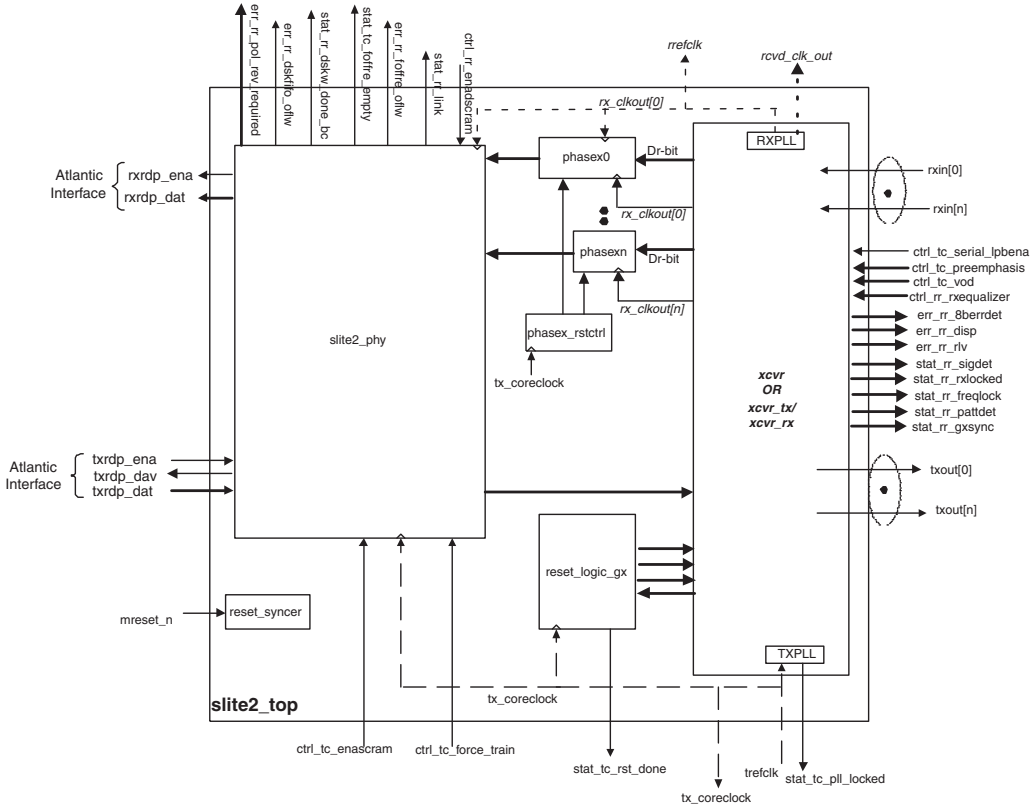 err_rr_pol_rev_required
err_rr_dskfifo_oflw
stat_rr_dskw_done_bc
stat_tc_foffre_empty
err_rr_foffre_oflw
stat_rr_link
ctrl_rr_enadscram
rrefclk
rcvd_clk_out
rx_clkout[0]
RXPLL
Atlantic
Interface
rxrdp_ena
rxrdp_dat
phasex0
Dr-bit
rx_clkout[0]
phasexn
Dr-bit
rx_clkout[n]
phasex_rstctrl
tx_coreclock
slite2_phy
rxin[0]
rxin[n]
ctrl_tc_serial_lpbena
ctrl_tc_preemphasis
ctrl_tc_vod
ctrl_rr_rxequalizer
err_rr_8berrdet
err_rr_disp
err_rr_rlv
stat_rr_sigdet
stat_rr_rxlocked
stat_rr_freqlock
stat_rr_pattdet
stat_rr_gxsync
xcvr
OR
xcvr_tx/
xcvr_rx
Atlantic
Interface
txrdp_ena
txrdp_dav
txrdp_dat
txout[0]
txout[n]
reset_logic_gx
mreset_n
reset_syncer
TXPLL
tx_coreclock
slite2_top
ctrl_tc_enascram
ctrl_tc_force_train
stat_tc_rst_done
trefclk
stat_tc_pll_locked
tx_coreclock